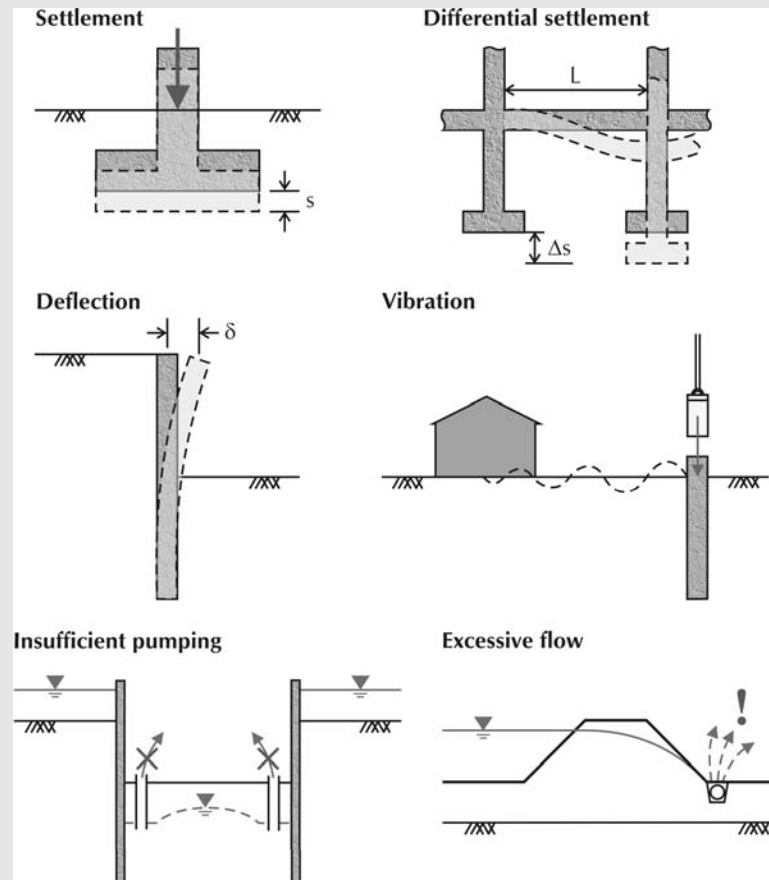 Settlement
Differential settlement
L
s
Δs
Deflection
δ
Vibration
Insufficient pumping
Excessive flow
!